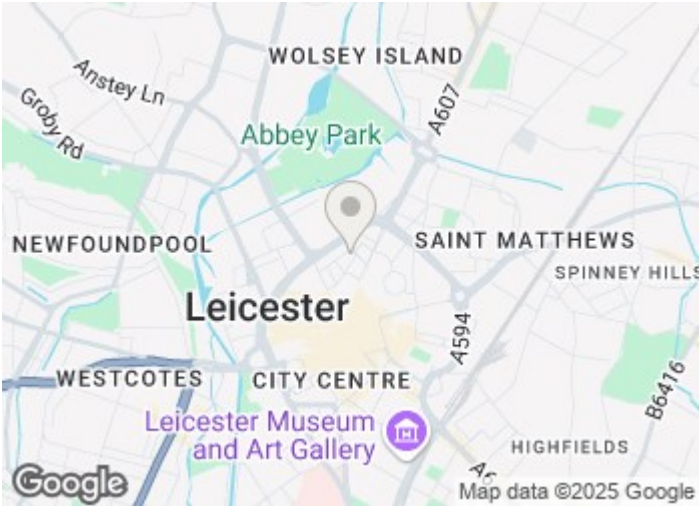 WOLSEY ISLAND
Anstey Ln
A607
Groby Rd
Abbey Park
NEWFOUNDPOOL
SAINT MATTHEWS
SPINNEY HILLS
Leicester
A594
WESTCOTES
CITY CENTRE
B6416
Leicester Museum
and Art Gallery
HIGHFIELDS
A6
Google
Map data ©2025 Google